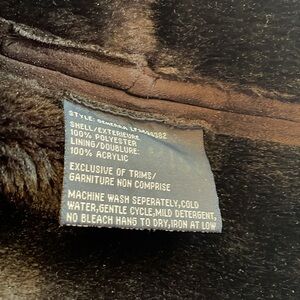 STYLE:
SHELL/EXTERIEURE
100% POLYESTER
LINING/DOUBLURE:
100% ACRYLIC
EXCLUSIVE OF TRIMS/
GARNITURE NON COMPRISE
MACHINE WASH SEPERATELY,COLD
WATER,GENTLE CYCLE,MILD DETERGENT,
NO BLEACH HANG TO DRY,IRON AT LOW